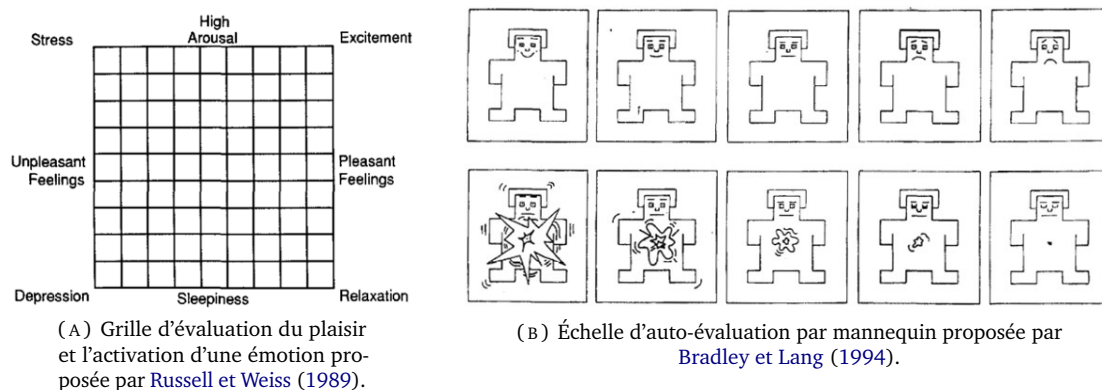 High
Arousal
Stress
Excitement
Unpleasant
Feelings
Pleasant
Feelings
Depression
Sleepiness
Relaxation
(A) Grille d'évaluation du plaisir
et l'activation d'une émotion pro-
posée par Russell et Weiss (1989).
(B) Échelle d'auto-évaluation par mannequin proposée par
Bradley et Lang (1994).